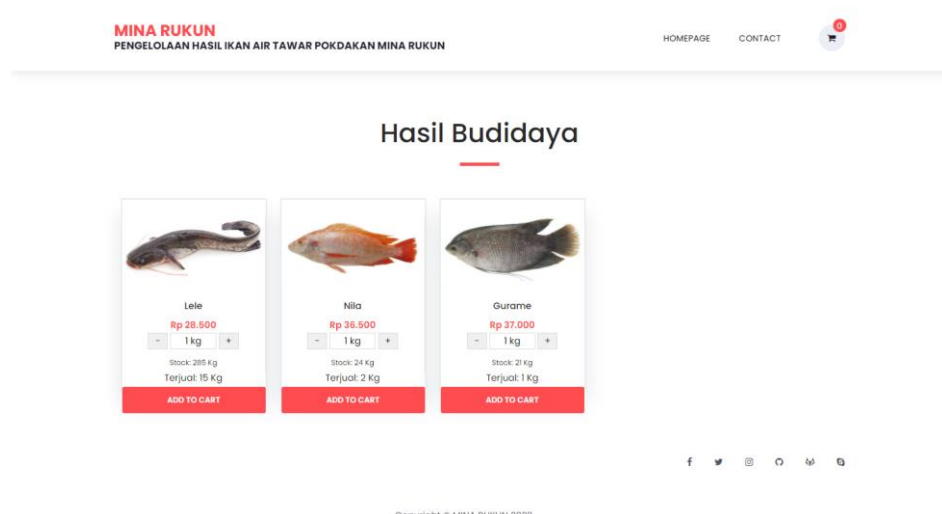 MINA RUKUN
PENGELOLAAN HASIL IKAN AIR TAWAR POKDAKAN MINA RUKUN
HOMEPAGE
CONTACT
0
Hasil Budidaya
Lele
Rp 28.500
- 1 kg +
Stock: 285 Kg
Terjual: 15 Kg
ADD TO CART
Nila
Rp 36.500
- 1 kg +
Stock: 24 Kg
Terjual: 2 Kg
ADD TO CART
Gurame
Rp 37.000
- 1 kg +
Stock: 21 Kg
Terjual: 1 Kg
ADD TO CART
Copyright © MINA RUKUN